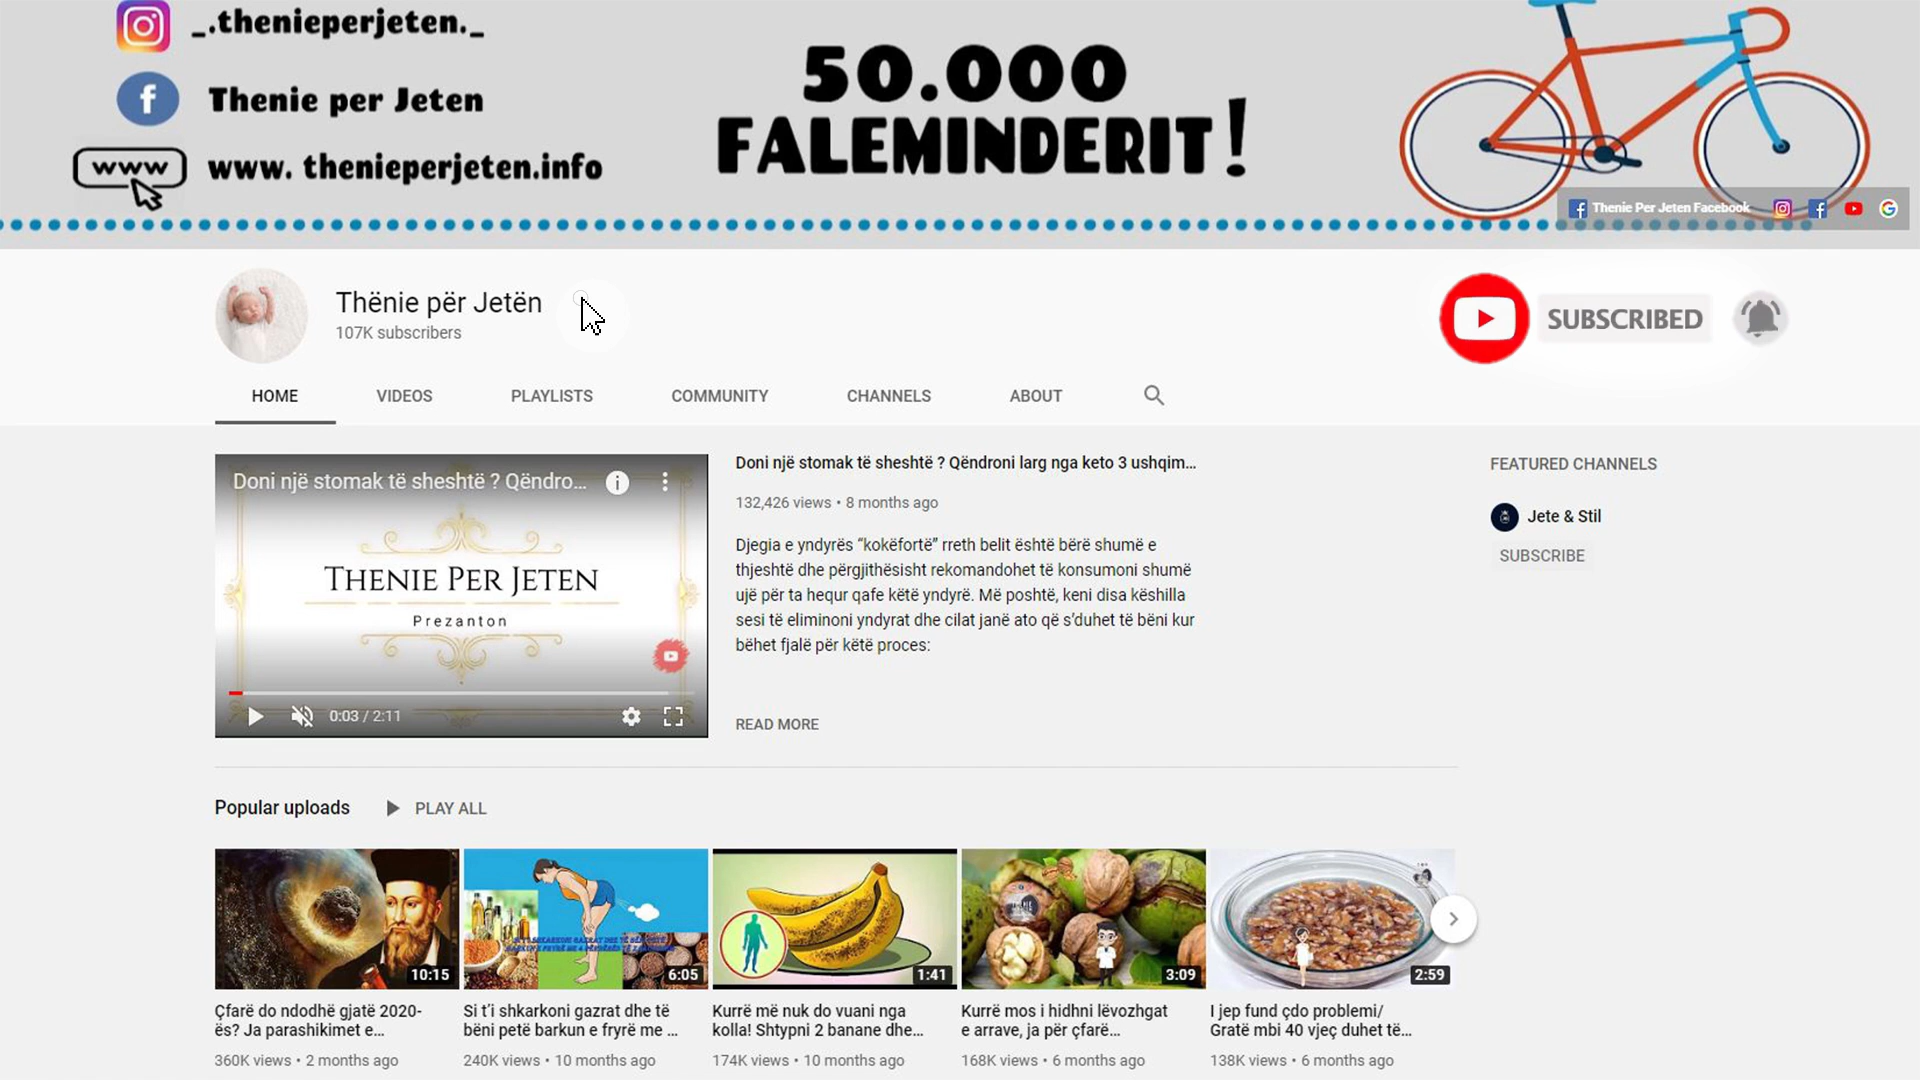 _.thenieperjeten._
Thenie per Jeten
www
www. thenieperjeten.info
50.000
FALEMINDERIT!
Thenie Per Jeten Facebook
Thënie për Jetën
107K subscribers
SUBSCRIBED
HOME
VIDEOS
PLAYLISTS
COMMUNITY
CHANNELS
ABOUT
Doni një stomak të sheshtë ? Qëndro...
THENIE PER JETEN
Prezanton
0:03 / 2:11
Doni një stomak të sheshtë ? Qëndroni larg nga keto 3 ushqim...
132,426 views • 8 months ago
Djegia e yndyrës “kokëfortë” rreth belit është bërë shumë e
thjeshtë dhe përgjithësisht rekomandohet të konsumoni shumë
ujë për ta hequr qafe këtë yndyrë. Më poshtë, keni disa këshilla
sesi të eliminoni yndyrat dhe cilat janë ato që s’duhet të bëni kur
bëhet fjalë për këtë proces:
READ MORE
FEATURED CHANNELS
Jete & Stil
SUBSCRIBE
Popular uploads
PLAY ALL
10:15
Çfarë do ndodhë gjatë 2020-
ës? Ja parashikimet e...
360K views • 2 months ago
6:05
Si t’i shkarkoni gazrat dhe të
bëni petë barkun e fryrë me ...
240K views • 10 months ago
1:41
Kurrë më nuk do vuani nga
kolla! Shtypni 2 banane dhe...
174K views • 10 months ago
3:09
Kurrë mos i hidhni lëvozhgat
e arrave, ja për çfarë...
168K views • 6 months ago
2:59
I jep fund çdo problemi/
Gratë mbi 40 vjeç duhet të...
138K views • 6 months ago